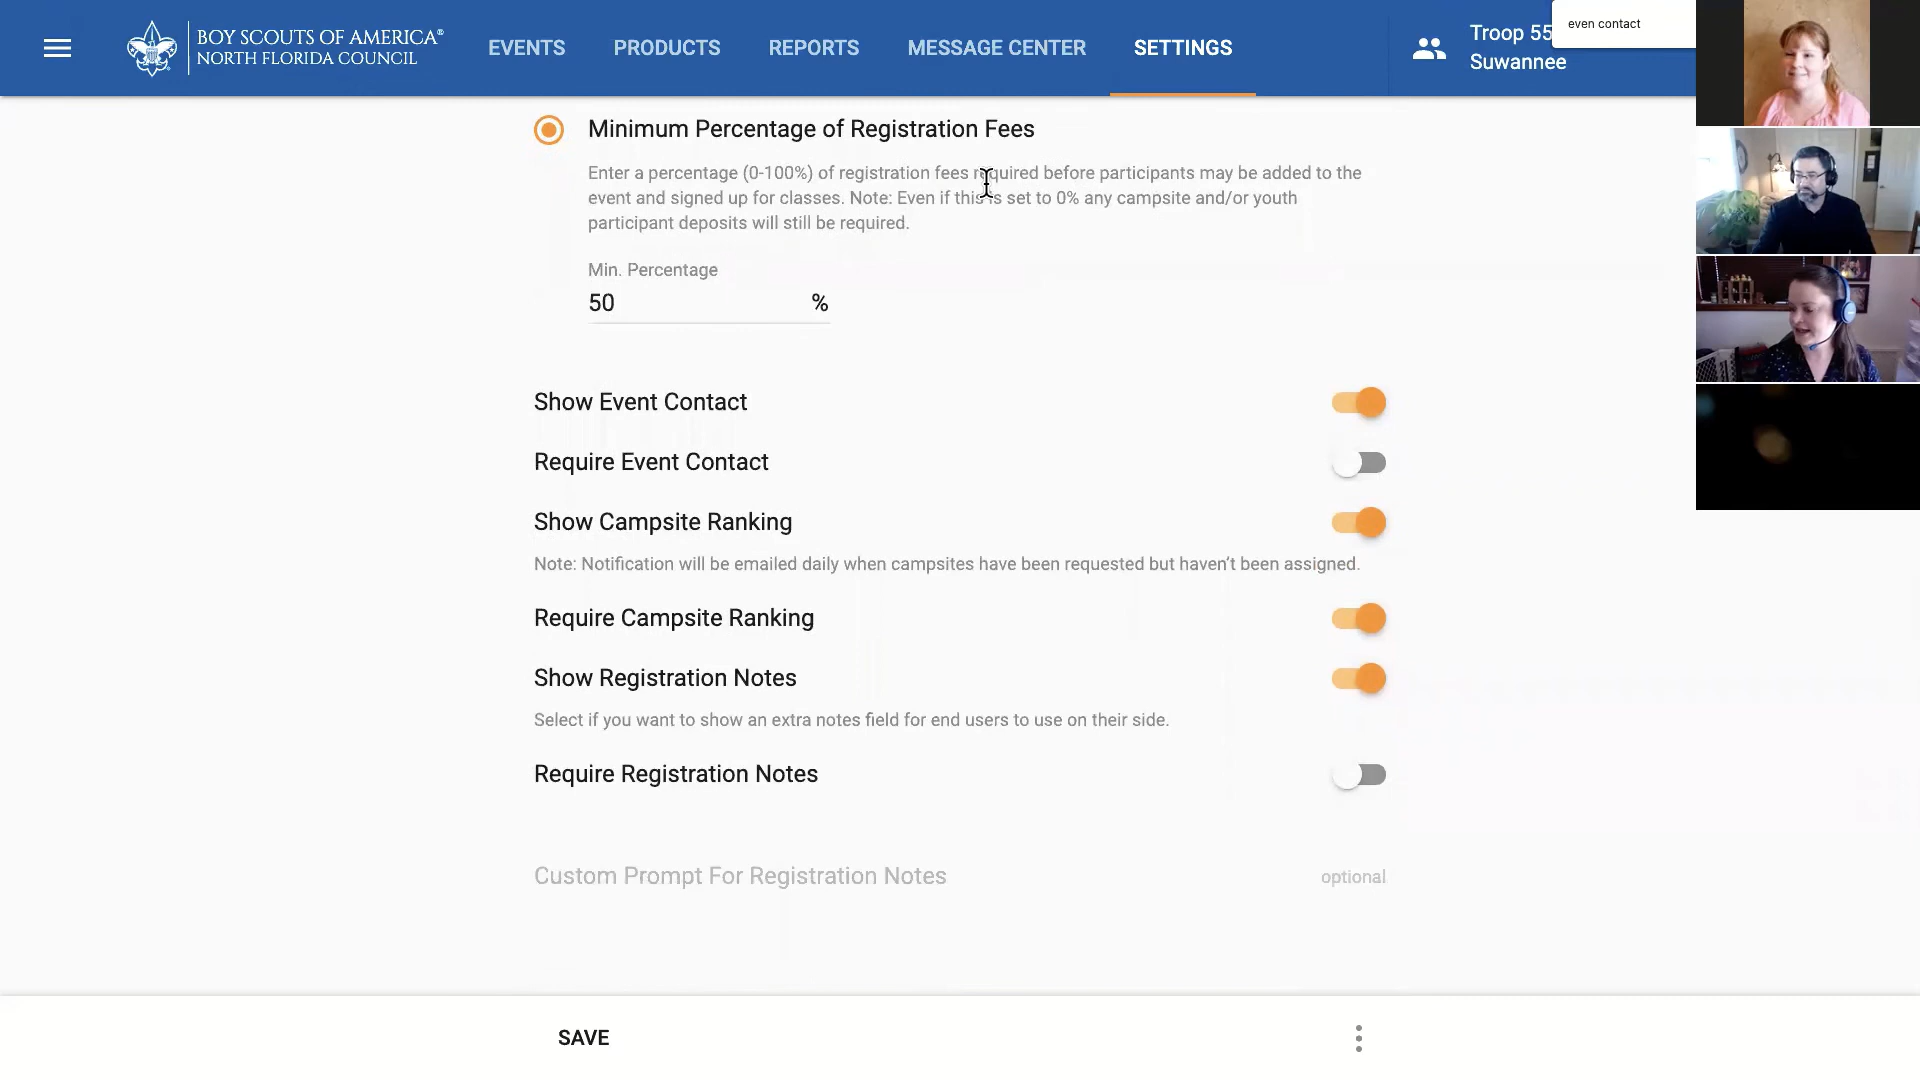 BOY SCOUTS OF AMERICA®
NORTH FLORIDA COUNCIL
EVENTS
PRODUCTS
REPORTS
MESSAGE CENTER
SETTINGS
Troop 55
Suwannee
even contact
Minimum Percentage of Registration Fees
Enter a percentage (0-100%) of registration fees required before participants may be added to the
event and signed up for classes. Note: Even if this is set to 0% any campsite and/or youth
participant deposits will still be required.
Min. Percentage
50 %
Show Event Contact
Require Event Contact
Show Campsite Ranking
Note: Notification will be emailed daily when campsites have been requested but haven't been assigned.
Require Campsite Ranking
Show Registration Notes
Select if you want to show an extra notes field for end users to use on their side.
Require Registration Notes
Custom Prompt For Registration Notes optional
SAVE